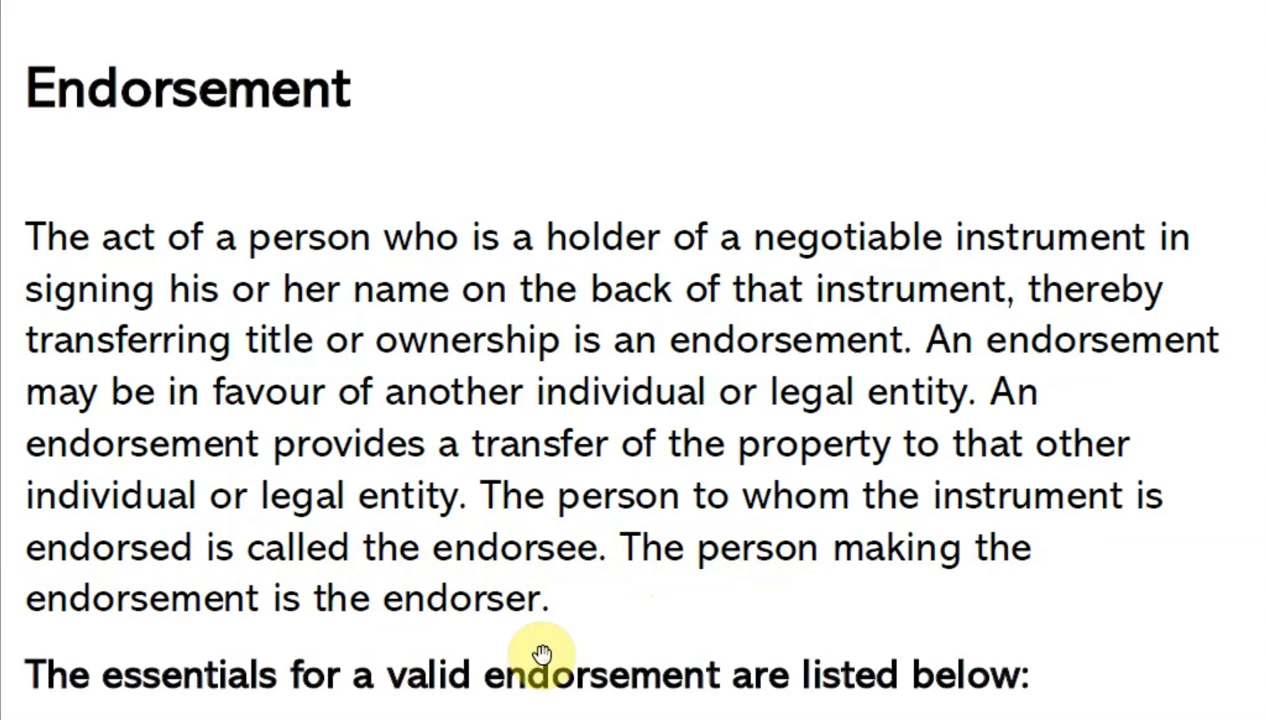 Endorsement
The act of a person who is a holder of a negotiable instrument in
signing his or her name on the back of that instrument, thereby
transferring title or ownership is an endorsement. An endorsement
may be in favour of another individual or legal entity. An
endorsement provides a transfer of the property to that other
individual or legal entity. The person to whom the instrument is
endorsed is called the endorsee. The person making the
endorsement is the endorser.
The essentials for a valid endorsement are listed below: